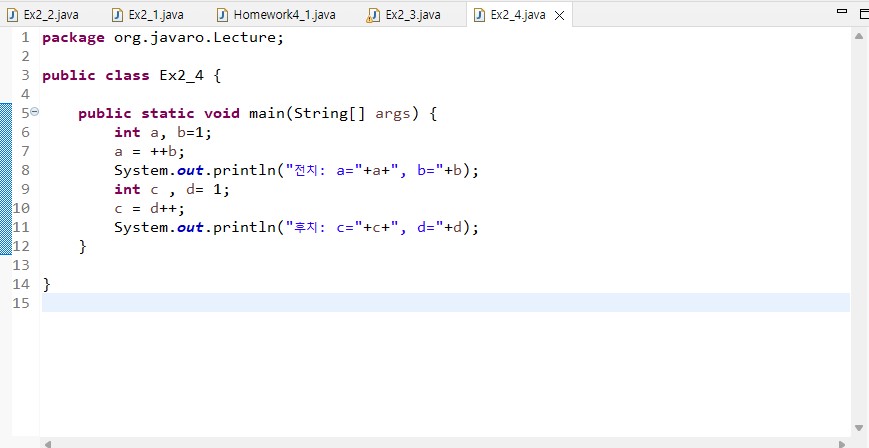 Ex2_2.java Ex2_1.java Homework4_1.java Ex2_3.java Ex2_4.java
1 package org.javaro.Lecture;
2
3 public class Ex2_4 {
4
5 public static void main(String[] args) {
6 int a, b=1;
7 a = ++b;
8 System.out.println("전치: a="+a+", b="+b);
9 int c , d= 1;
10 c = d++;
11 System.out.println("후치: c="+c+", d="+d);
12 }
13
14 }
15